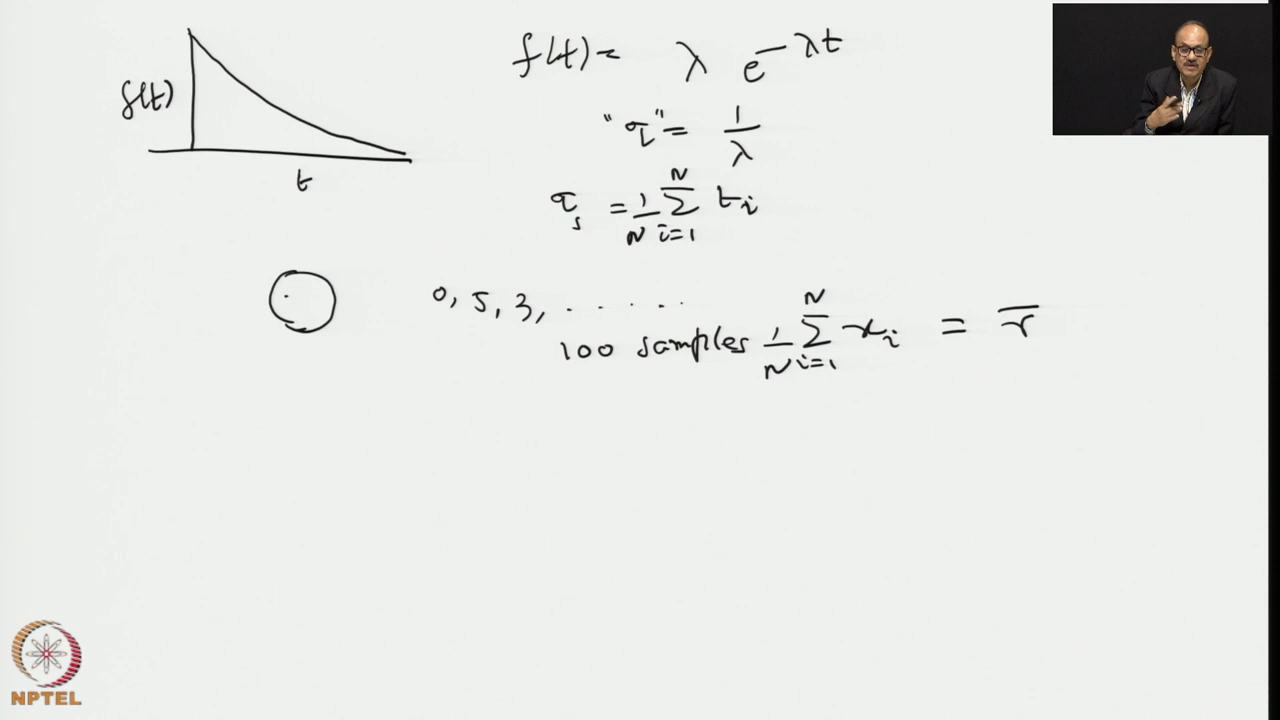 f(t) = λ e^{-λt}
f(t)
"τ" = 1/λ
t
τ_s = 1/N Σ_{i=1}^{N} t_i
0, 5, 3, . . . . . .
100 samples 1/N Σ_{i=1}^{N} x_i = r̅
NPTEL